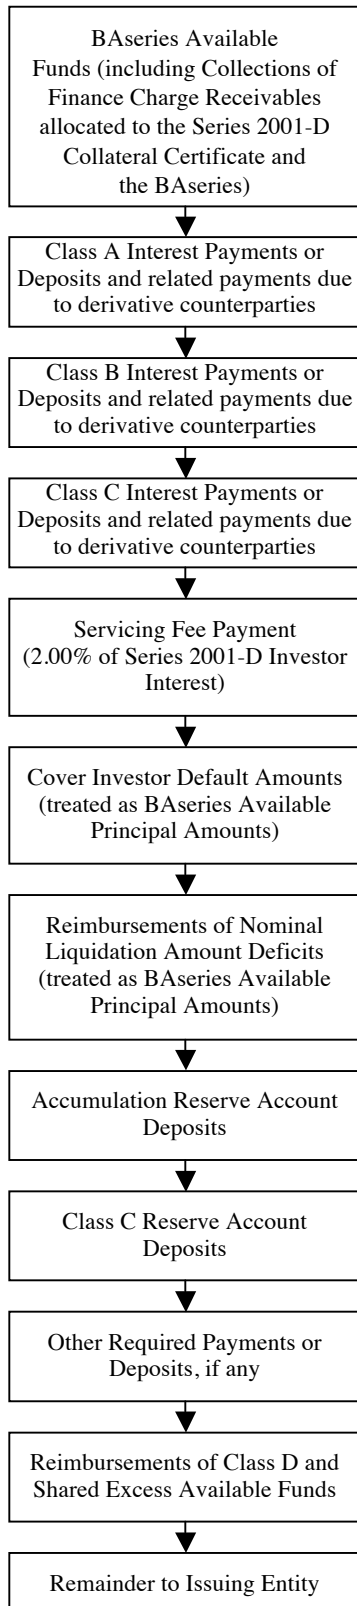 BAseries Available
Funds (including Collections of
Finance Charge Receivables
allocated to the Series 2001-D
Collateral Certificate and
the BAseries)
Class A Interest Payments or
Deposits and related payments due
to derivative counterparties
Class B Interest Payments or
Deposits and related payments due
to derivative counterparties
Class C Interest Payments or
Deposits and related payments due
to derivative counterparties
Servicing Fee Payment
(2.00% of Series 2001-D Investor
Interest)
Cover Investor Default Amounts
(treated as BAseries Available
Principal Amounts)
Reimbursements of Nominal
Liquidation Amount Deficits
(treated as BAseries Available
Principal Amounts)
Accumulation Reserve Account
Deposits
Class C Reserve Account
Deposits
Other Required Payments or
Deposits, if any
Reimbursements of Class D and
Shared Excess Available Funds
Remainder to Issuing Entity